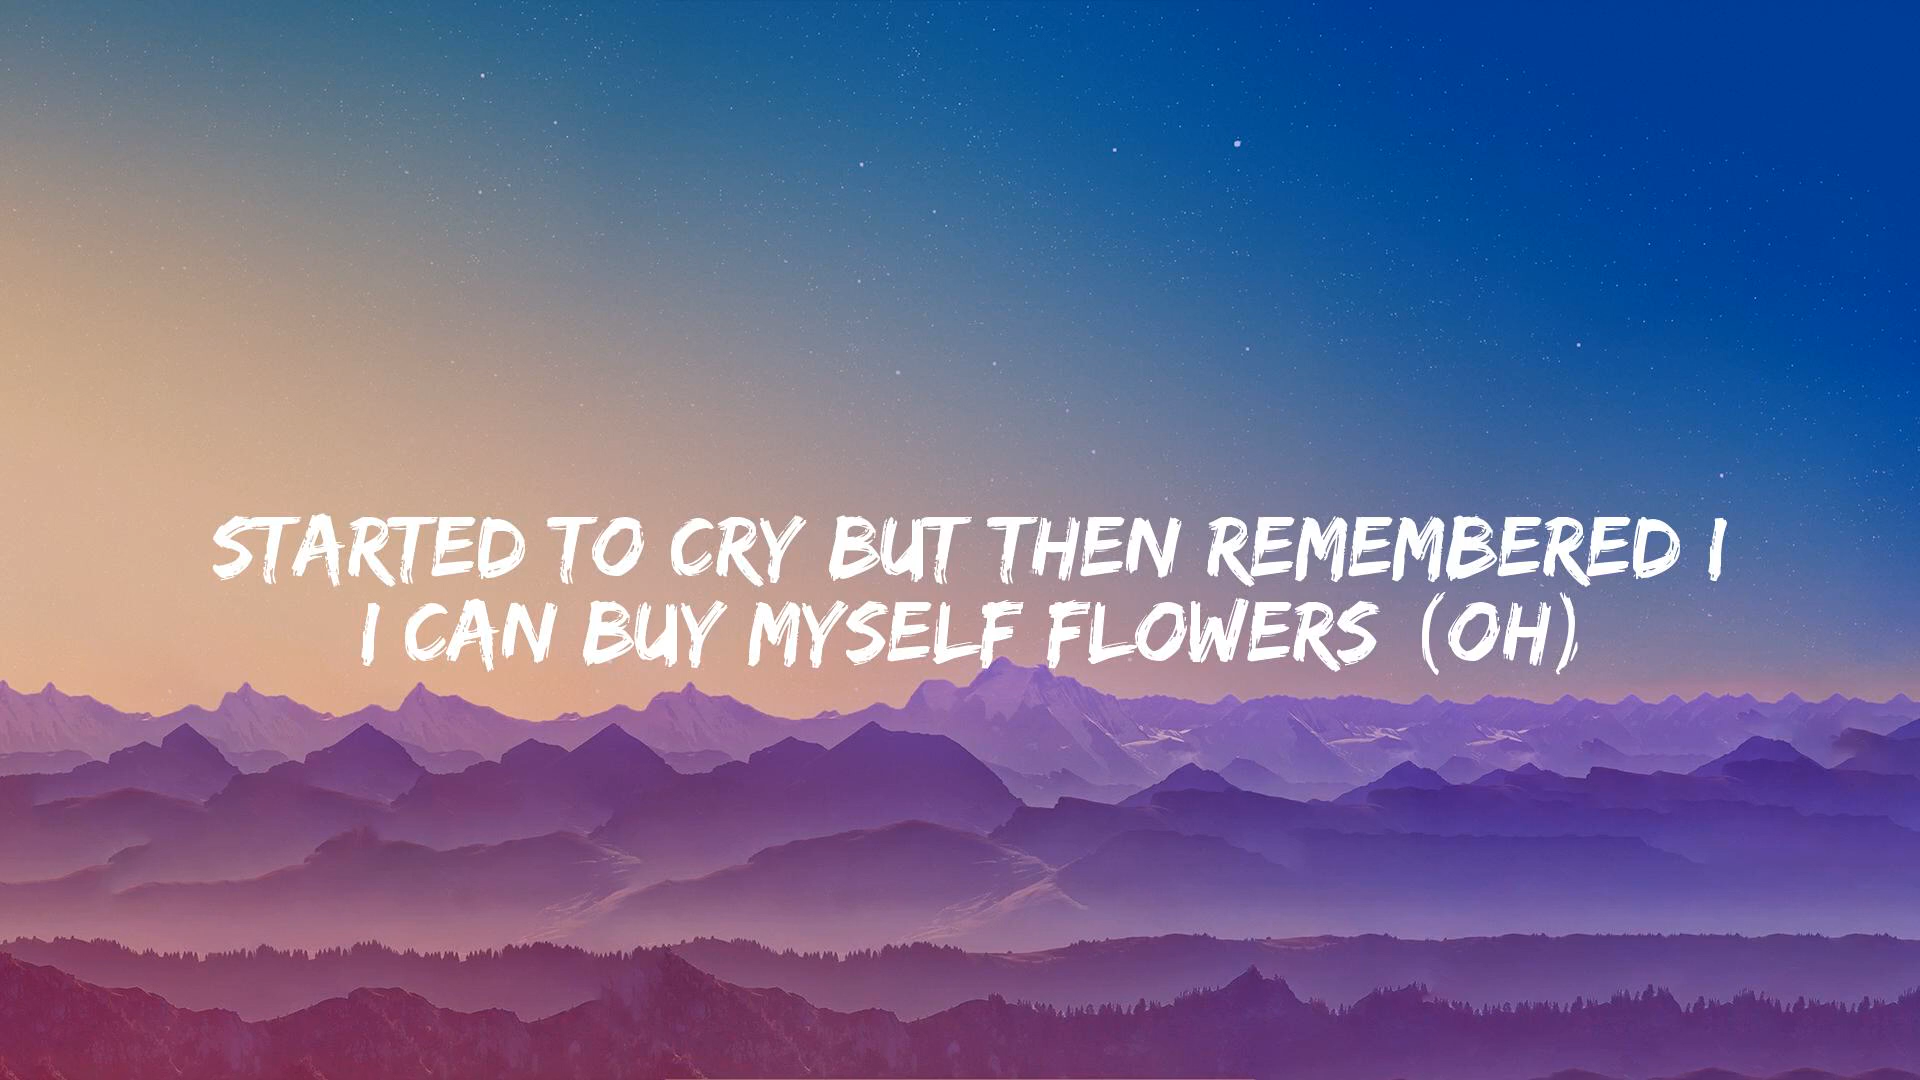 STARTED TO CRY BUT THEN REMEMBERED I
I CAN BUY MYSELF FLOWERS (OH)